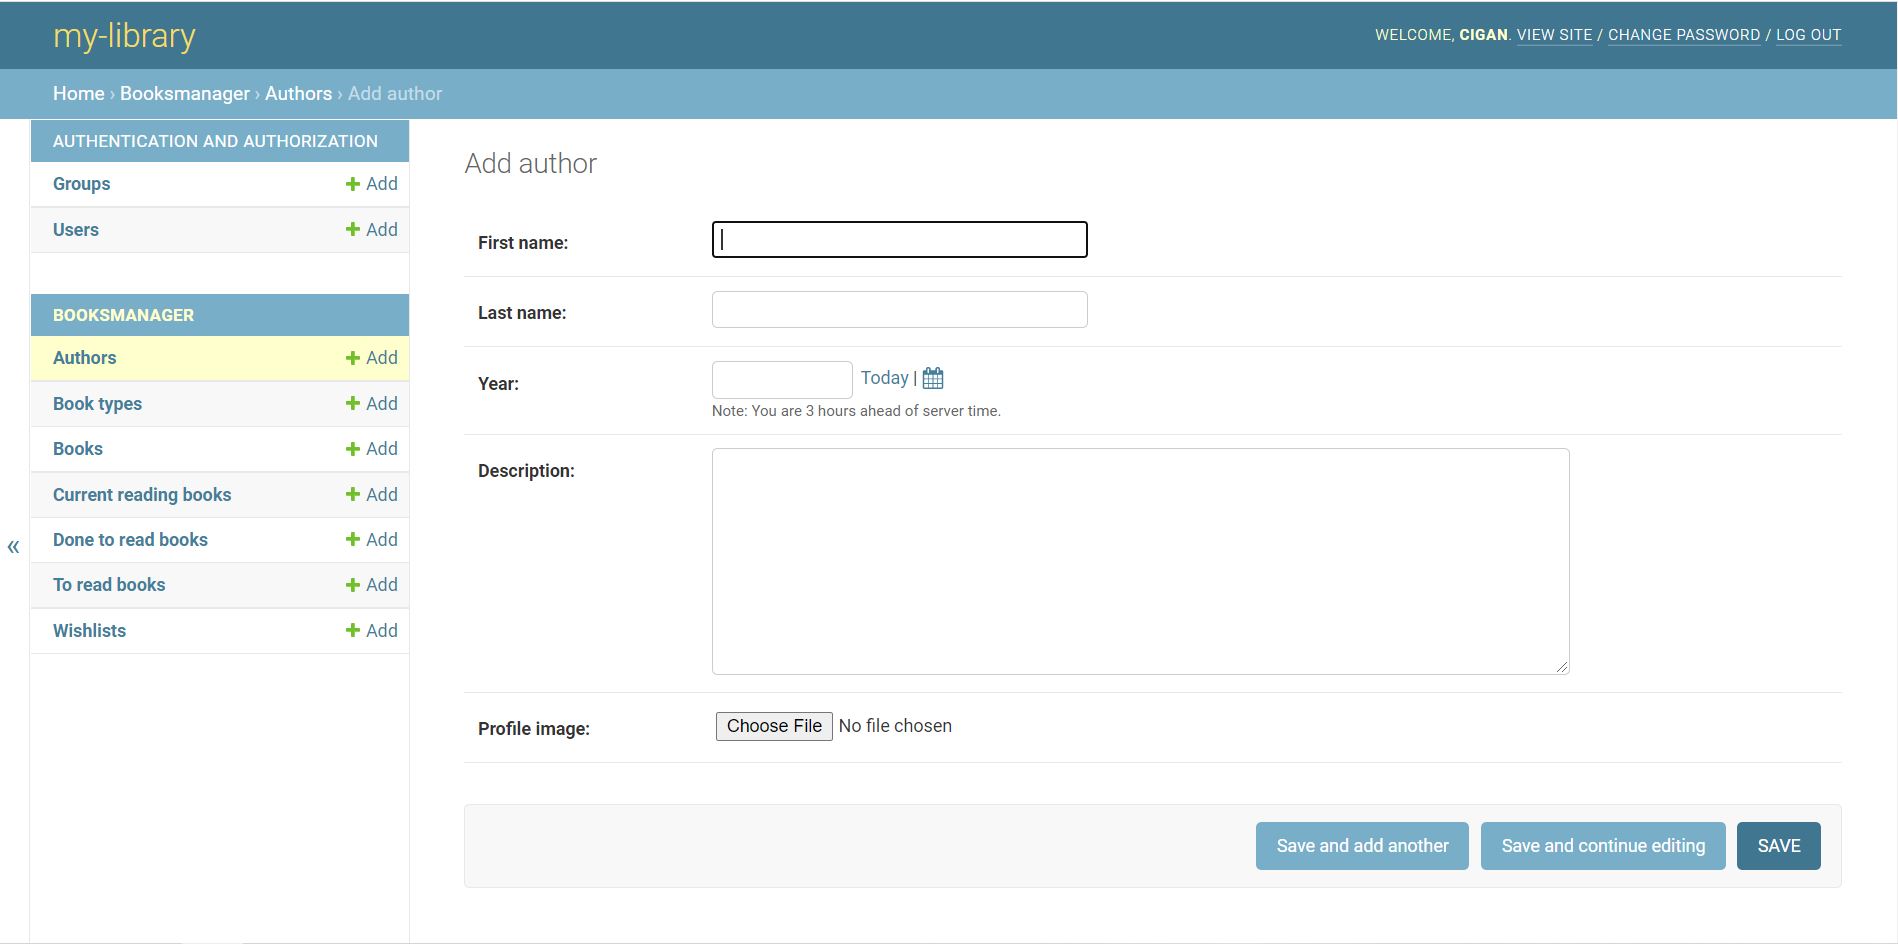 my-library
WELCOME, CIGAN. VIEW SITE / CHANGE PASSWORD / LOG OUT
Home › Booksmanager › Authors › Add author
AUTHENTICATION AND AUTHORIZATION
Groups + Add
Users + Add
BOOKSMANAGER
Authors + Add
Book types + Add
Books + Add
Current reading books + Add
Done to read books + Add
To read books + Add
Wishlists + Add
«
Add author
First name:
Last name:
Year:
Today |
Note: You are 3 hours ahead of server time.
Description:
Profile image:
Choose File No file chosen
Save and add another
Save and continue editing
SAVE